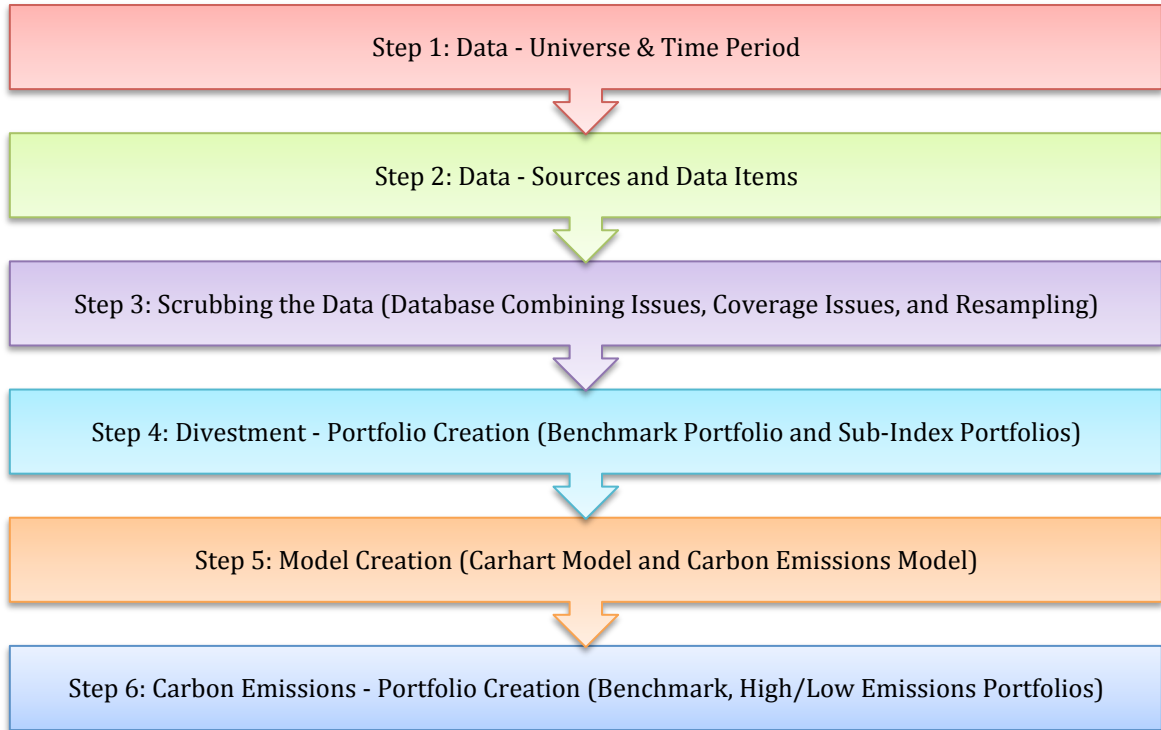 Step 1: Data - Universe & Time Period
Step 2: Data - Sources and Data Items
Step 3: Scrubbing the Data (Database Combining Issues, Coverage Issues, and Resampling)
Step 4: Divestment - Portfolio Creation (Benchmark Portfolio and Sub-Index Portfolios)
Step 5: Model Creation (Carhart Model and Carbon Emissions Model)
Step 6: Carbon Emissions - Portfolio Creation (Benchmark, High/Low Emissions Portfolios)